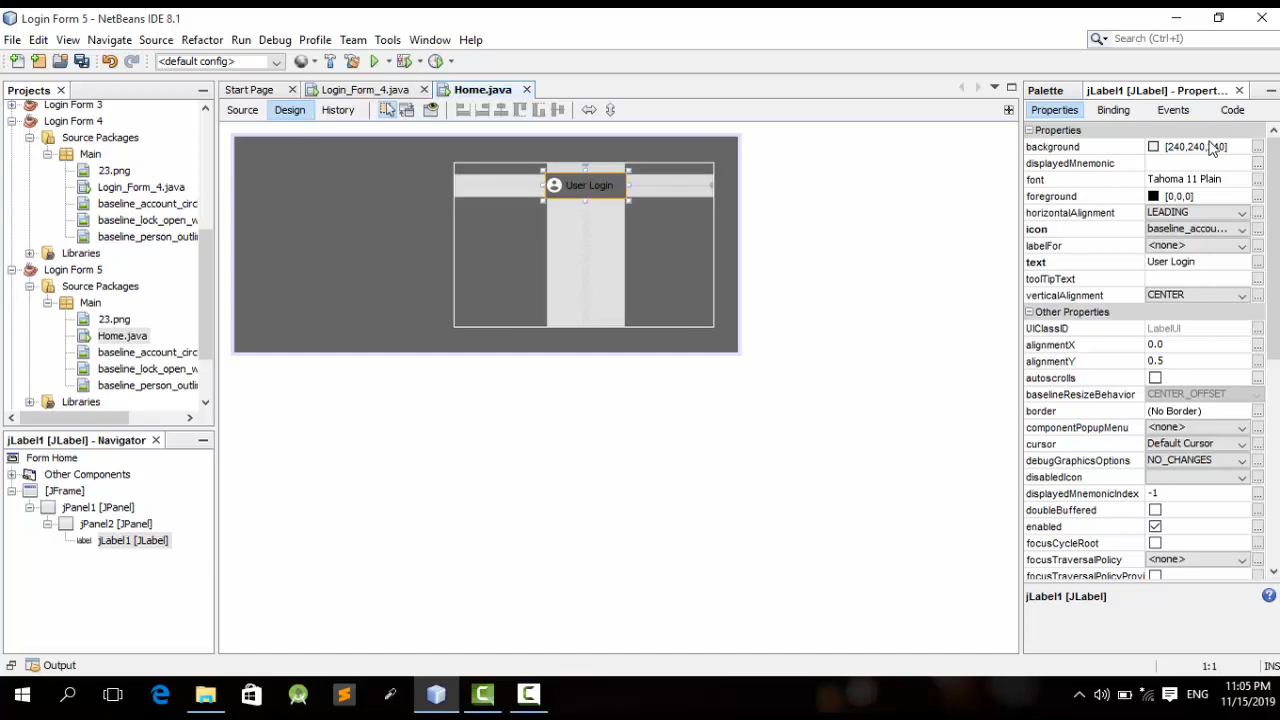 Login Form 5 - NetBeans IDE 8.1
File Edit View Navigate Source Refactor Run Debug Profile Team Tools Window Help
Search (Ctrl+I)
<default config>
Projects
Start Page
Login_Form_4.java
Home.java
Palette
jLabel1 [JLabel] - Propert...
Source Design History
Properties Binding Events Code
Login Form 3
Login Form 4
Source Packages
Main
23.png
Login_Form_4.java
baseline_account_circ
baseline_lock_open_w
baseline_person_outli
Libraries
Login Form 5
Source Packages
Main
23.png
Home.java
baseline_account_circ
baseline_lock_open_w
baseline_person_outli
Libraries
User Login
Properties
background [240,240,240]
displayedMnemonic
font Tahoma 11 Plain
foreground [0,0,0]
horizontalAlignment LEADING
icon baseline_accou...
labelFor <none>
text User Login
toolTipText
verticalAlignment CENTER
Other Properties
UIClassID LabelUI
alignmentX 0.0
alignmentY 0.5
autoscrolls
baselineResizeBehavior CENTER_OFFSET
border (No Border)
componentPopupMenu <none>
cursor Default Cursor
debugGraphicsOptions NO_CHANGES
disabledIcon
displayedMnemonicIndex -1
doubleBuffered
enabled
focusCycleRoot
focusTraversalPolicy <none>
focusTraversalPolicyProvi
jLabel1 [JLabel]
jLabel1 [JLabel] - Navigator
Form Home
Other Components
[JFrame]
jPanel1 [JPanel]
jPanel2 [JPanel]
label jLabel1 [JLabel]
Output
1:1
INS
ENG
11:05 PM
11/15/2019